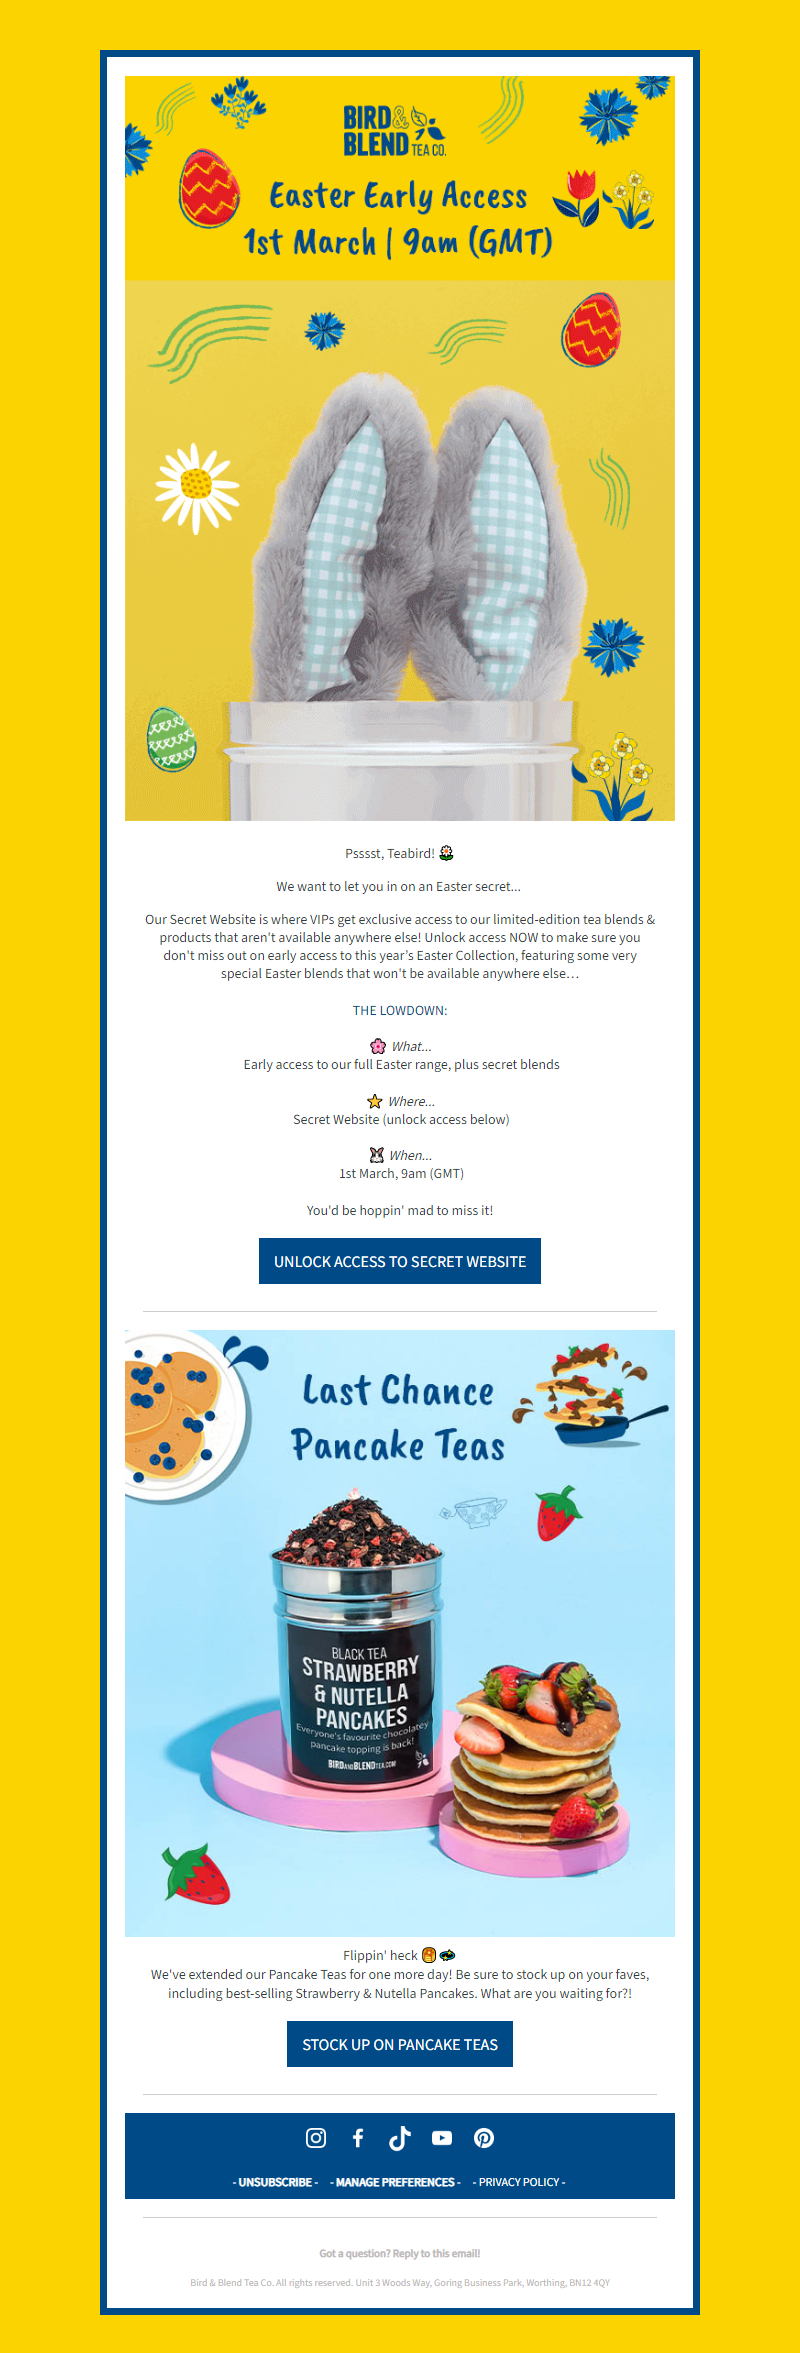 BIRD &
BLEND TEA CO.
Easter Early Access
1st March | 9am (GMT)
Psssst, Teabird! 🌼
We want to let you in on an Easter secret...
Our Secret Website is where VIPs get exclusive access to our limited-edition tea blends &
products that aren't available anywhere else! Unlock access NOW to make sure you
don't miss out on early access to this year's Easter Collection, featuring some very
special Easter blends that won't be available anywhere else…
THE LOWDOWN:
🌸 What...
Early access to our full Easter range, plus secret blends
⭐ Where...
Secret Website (unlock access below)
🐰 When...
1st March, 9am (GMT)
You'd be hoppin' mad to miss it!
UNLOCK ACCESS TO SECRET WEBSITE
Last Chance
Pancake Teas
BLACK TEA
STRAWBERRY
& NUTELLA
PANCAKES
Everyone's favourite chocolatey
pancake topping is back!
BIRDANDBLENDTEA.COM
Flippin' heck 🥞🍳
We've extended our Pancake Teas for one more day! Be sure to stock up on your faves,
including best-selling Strawberry & Nutella Pancakes. What are you waiting for?!
STOCK UP ON PANCAKE TEAS
- UNSUBSCRIBE - - MANAGE PREFERENCES - - PRIVACY POLICY -
Got a question? Reply to this email!
Bird & Blend Tea Co. All rights reserved. Unit 3 Woods Way, Goring Business Park, Worthing, BN12 4QY